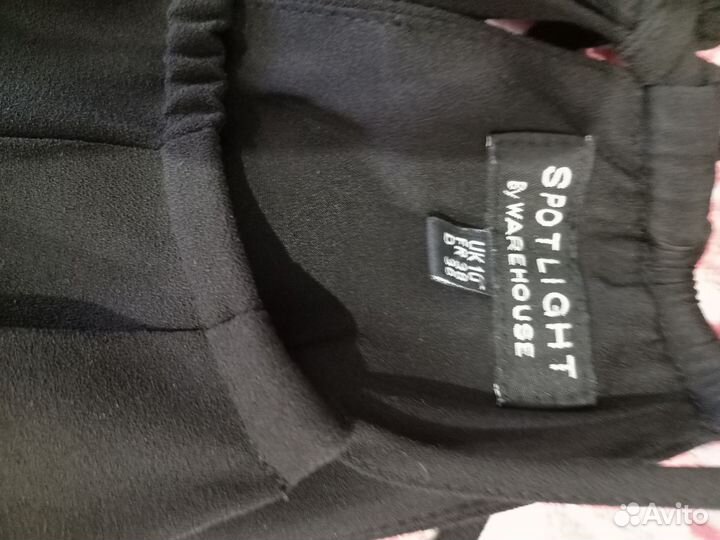 SPOTLIGHT
By WAREHOUSE
UK 10
FR 38
D 36
Avito